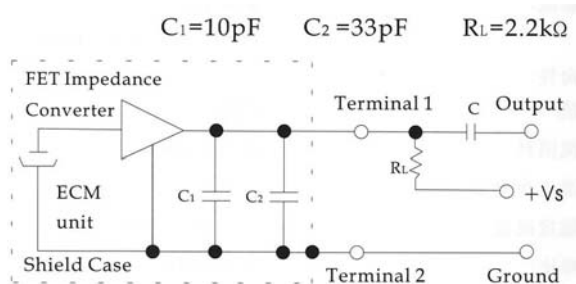 C1=10pF C2=33pF RL=2.2kΩ
FET Impedance
Converter
Terminal 1
C
Output
RL
+Vs
ECM
unit
C1
C2
Shield Case
Terminal 2
Ground